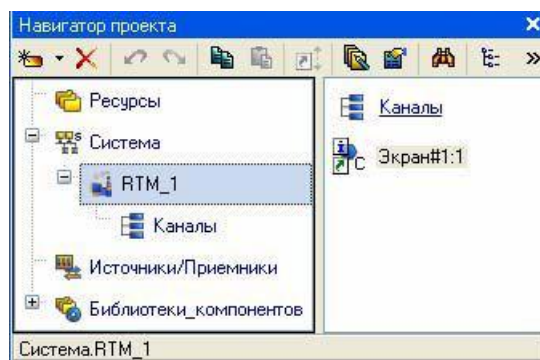 Навигатор проекта
Ресурсы
Система
RTM_1
Каналы
Источники/Приемники
Библиотеки_компонентов
Каналы
Экран#1:1
Система.RTM_1